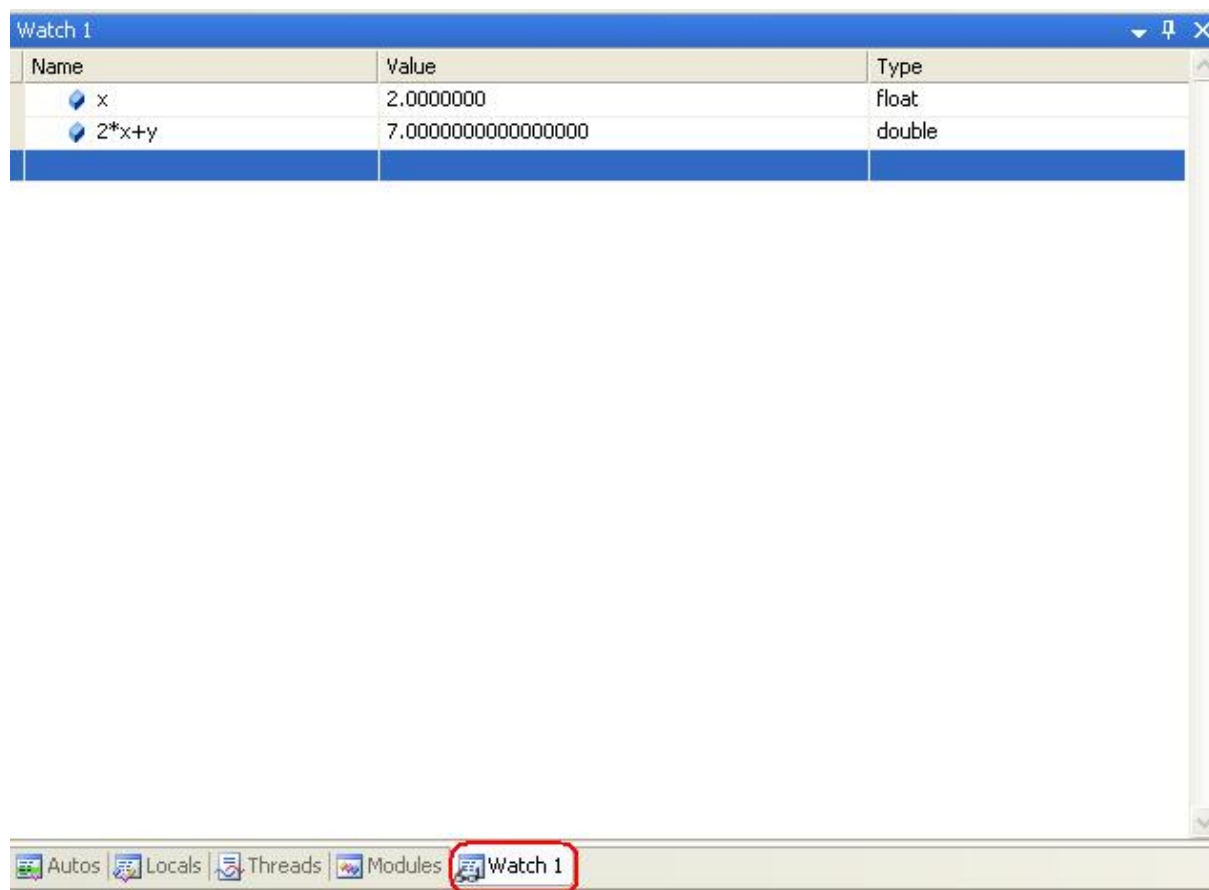 Watch 1
Name Value Type
x 2.0000000 float
2*x+y 7.0000000000000000 double
Autos Locals Threads Modules Watch 1